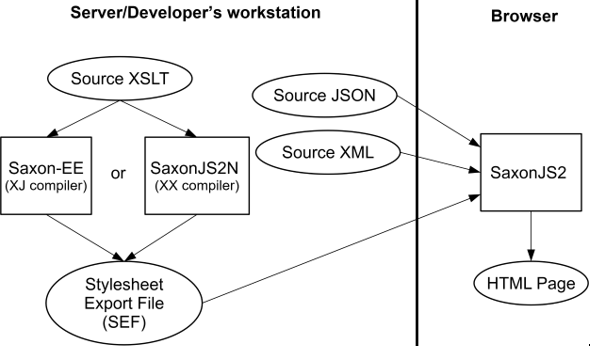 Server/Developer's workstation
Browser
Source XSLT
Source JSON
Source XML
Saxon-EE
(XJ compiler)
or
SaxonJS2N
(XX compiler)
SaxonJS2
Stylesheet
Export File
(SEF)
HTML Page